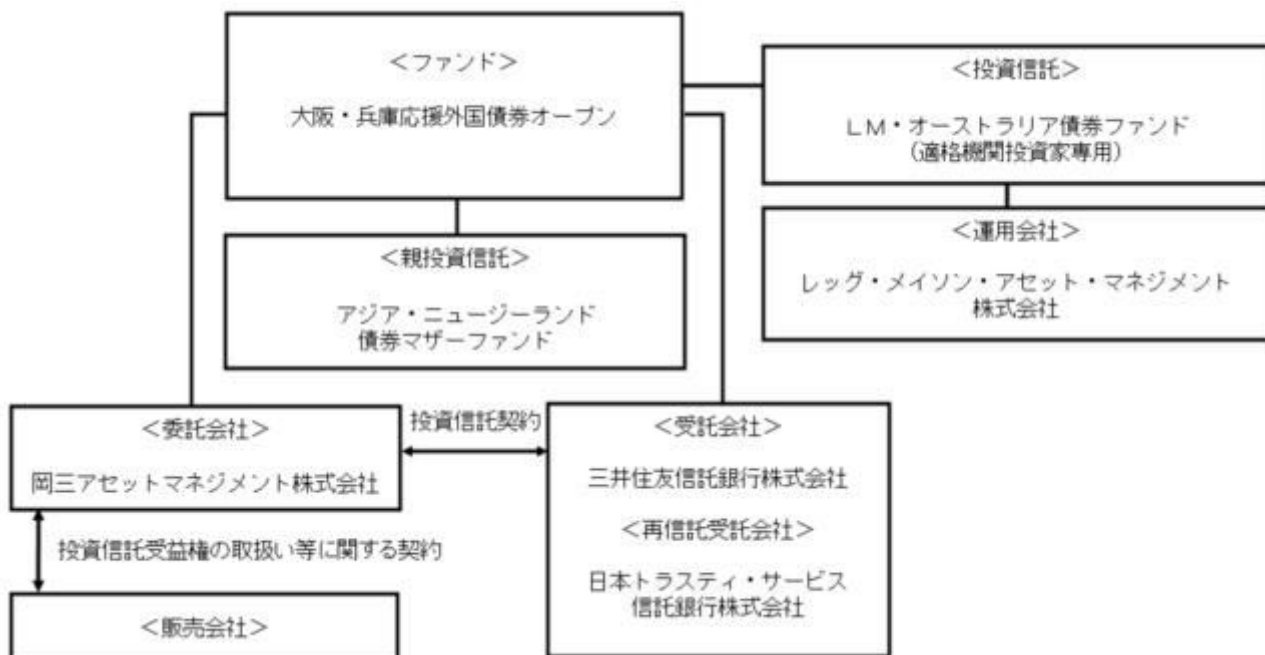 ＜ファンド＞
大阪・兵庫応援外国債券オープン
＜投資信託＞
ＬＭ・オーストラリア債券ファンド
（適格機関投資家専用）
＜運用会社＞
レッグ・メイソン・アセット・マネジメント
株式会社
＜親投資信託＞
アジア・ニュージーランド
債券マザーファンド
＜委託会社＞
岡三アセットマネジメント株式会社
投資信託契約
＜受託会社＞
三井住友信託銀行株式会社
＜再信託受託会社＞
日本トラスティ・サービス
信託銀行株式会社
投資信託受益権の取扱い等に関する契約
＜販売会社＞